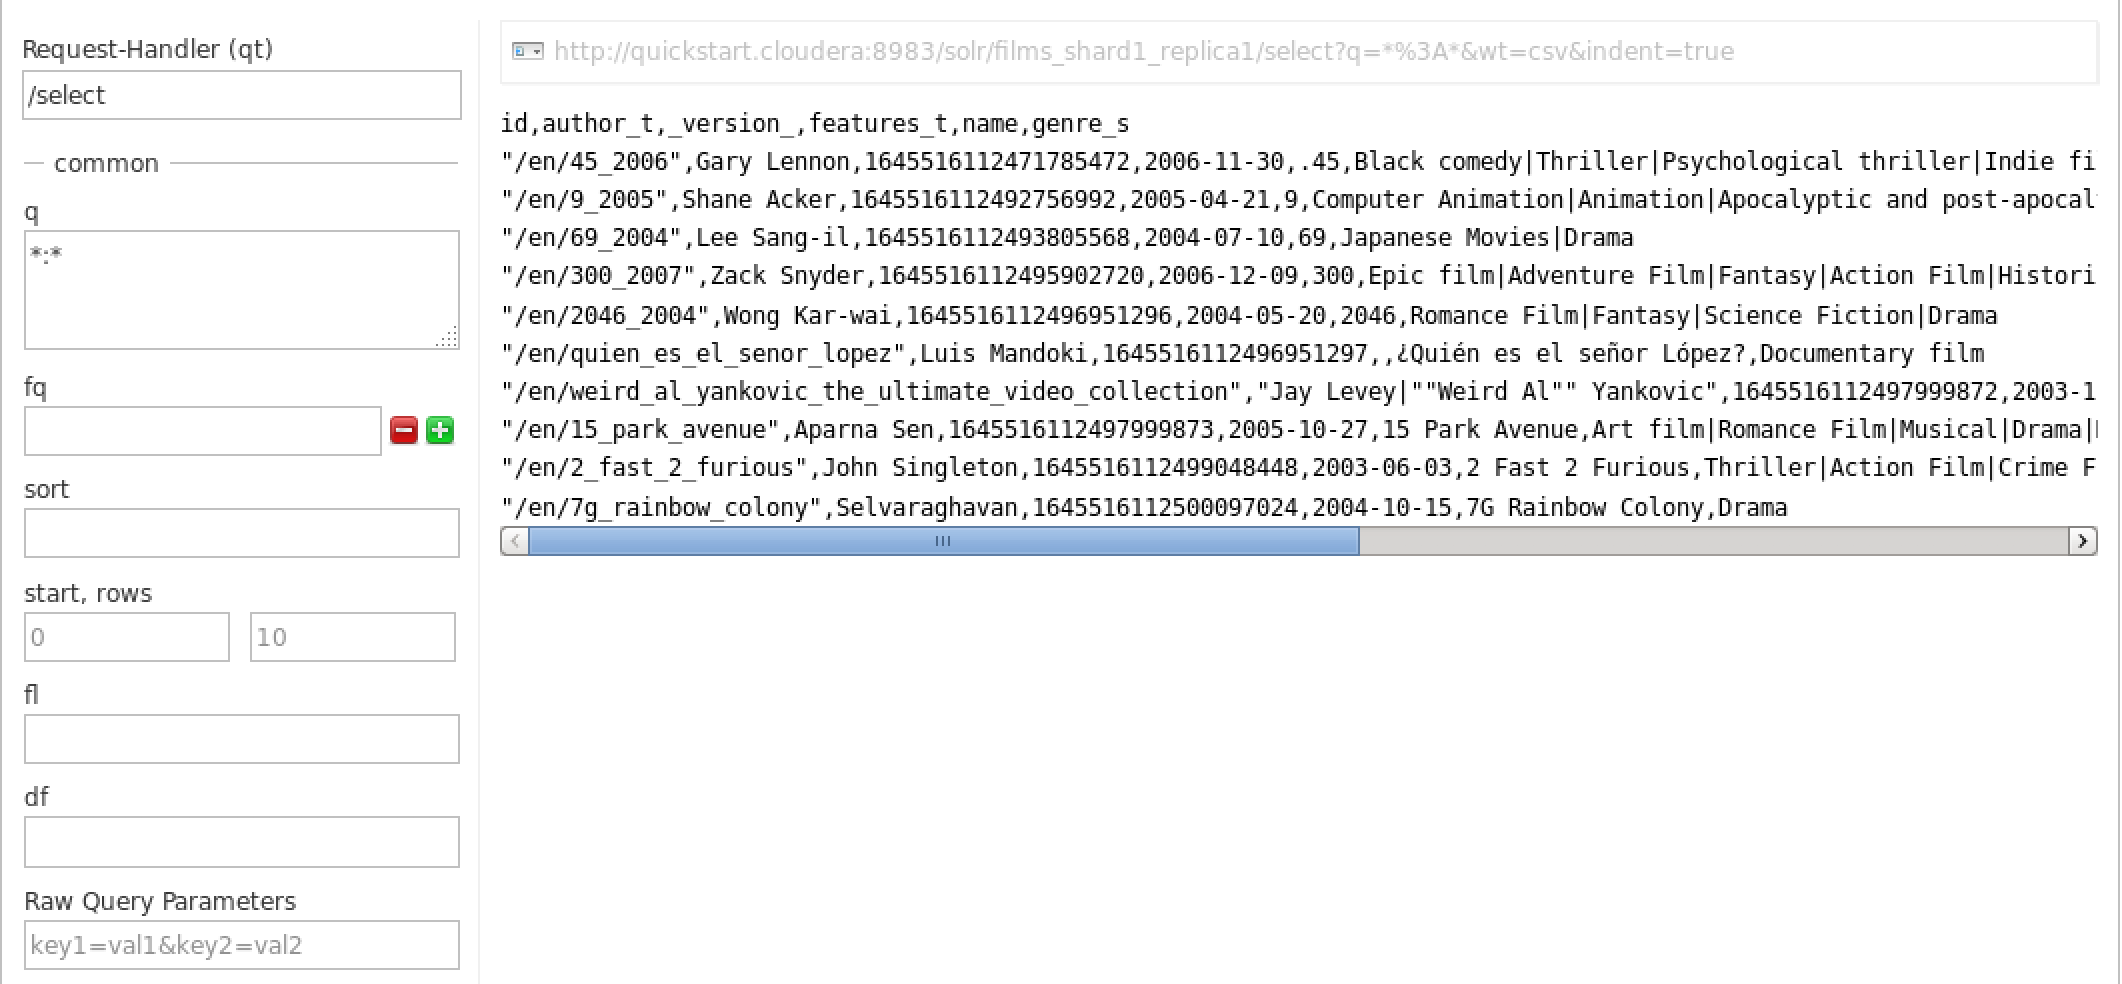 Request-Handler (qt)
/select
common
q
*:*
fq
sort
start, rows
0 10
fl
df
Raw Query Parameters
key1=val1&key2=val2
http://quickstart.cloudera:8983/solr/films_shard1_replica1/select?q=*%3A*&wt=csv&indent=true
id,author_t,_version_,features_t,name,genre_s
"/en/45_2006",Gary Lennon,1645516112471785472,2006-11-30,.45,Black comedy|Thriller|Psychological thriller|Indie fi
"/en/9_2005",Shane Acker,1645516112492756992,2005-04-21,9,Computer Animation|Animation|Apocalyptic and post-apocal
"/en/69_2004",Lee Sang-il,1645516112493805568,2004-07-10,69,Japanese Movies|Drama
"/en/300_2007",Zack Snyder,1645516112495902720,2006-12-09,300,Epic film|Adventure Film|Fantasy|Action Film|Histori
"/en/2046_2004",Wong Kar-wai,1645516112496951296,2004-05-20,2046,Romance Film|Fantasy|Science Fiction|Drama
"/en/quien_es_el_senor_lopez",Luis Mandoki,1645516112496951297,,¿Quién es el señor López?,Documentary film
"/en/weird_al_yankovic_the_ultimate_video_collection","Jay Levey|""Weird Al"" Yankovic",1645516112497999872,2003-1
"/en/15_park_avenue",Aparna Sen,1645516112497999873,2005-10-27,15 Park Avenue,Art film|Romance Film|Musical|Drama|
"/en/2_fast_2_furious",John Singleton,1645516112499048448,2003-06-03,2 Fast 2 Furious,Thriller|Action Film|Crime F
"/en/7g_rainbow_colony",Selvaraghavan,1645516112500097024,2004-10-15,7G Rainbow Colony,Drama